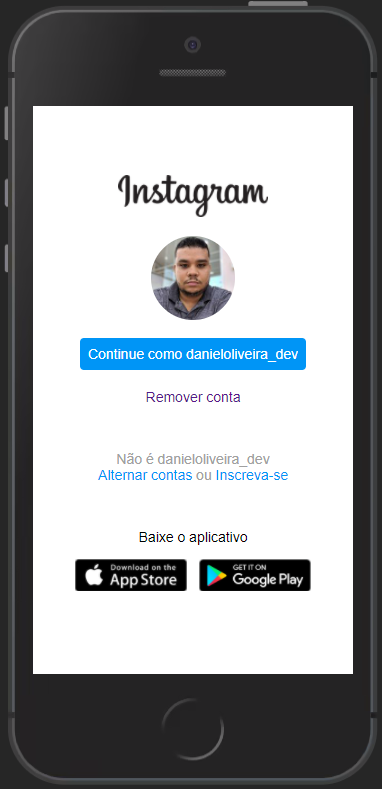 Instagram
Continue como danieloliveira_dev
Remover conta
Não é danieloliveira_dev
Alternar contas ou Inscreva-se
Baixe o aplicativo
Download on the
App Store
GET IT ON
Google Play